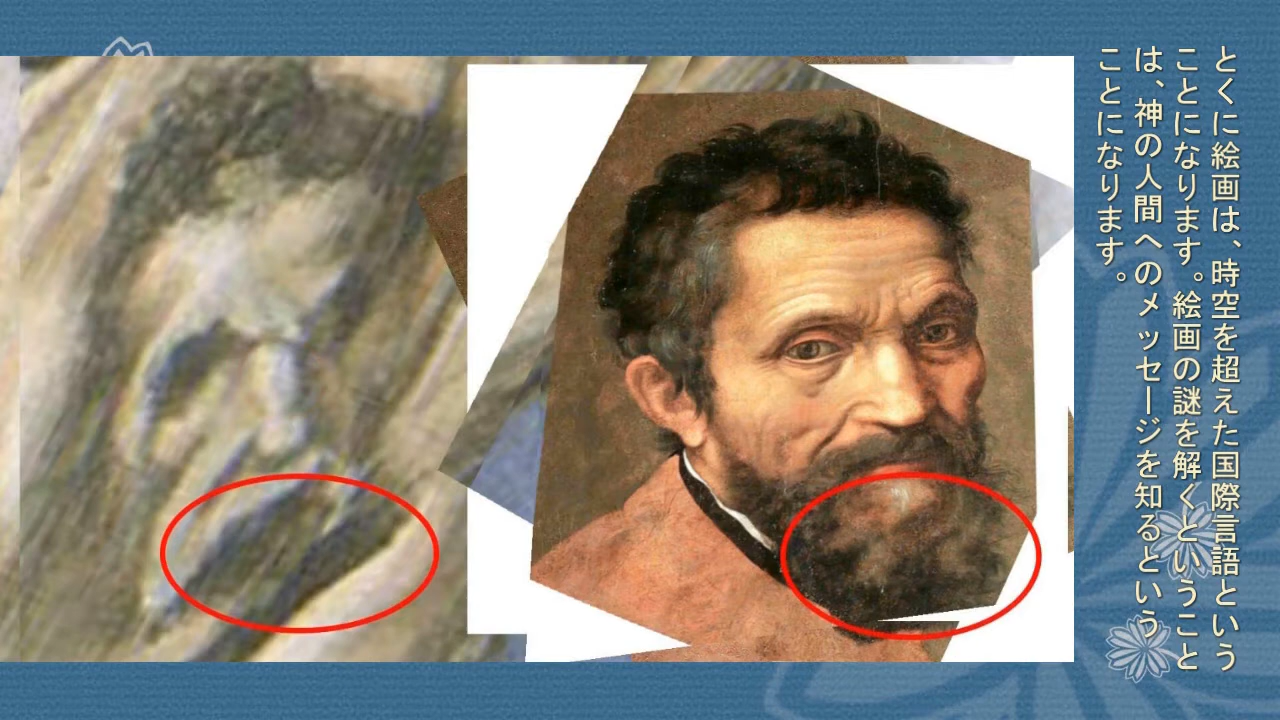 とくに絵画は、時空を超えた国際言語という
ことになります。絵画の謎を解くということ
は、神の人間へのメッセージを知るという
ことになります。